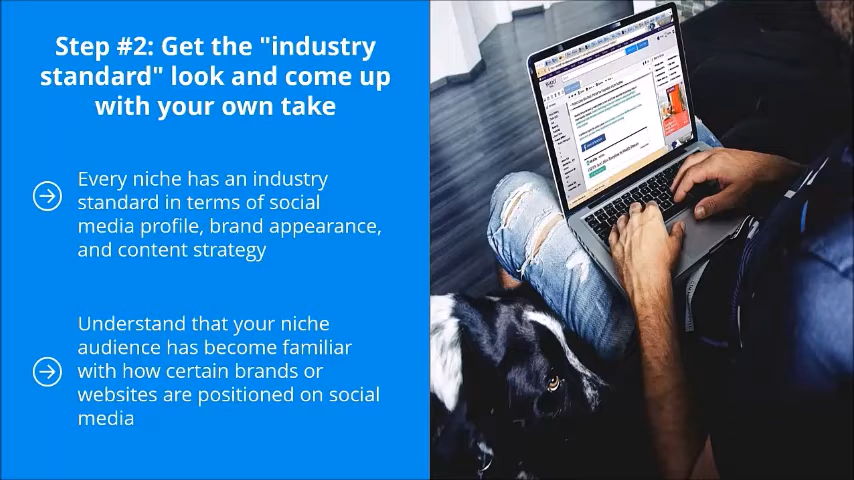 Step #2: Get the "industry
standard" look and come up
with your own take
Every niche has an industry
standard in terms of social
media profile, brand appearance,
and content strategy
Understand that your niche
audience has become familiar
with how certain brands or
websites are positioned on social
media